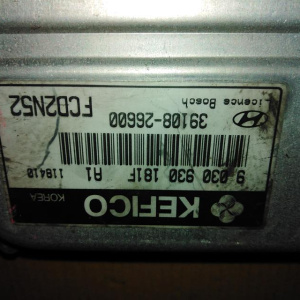 KEFICO
KOREA
9 030 930 181F A1
118410
39108-26600
Licence Bosch
FCD2N52